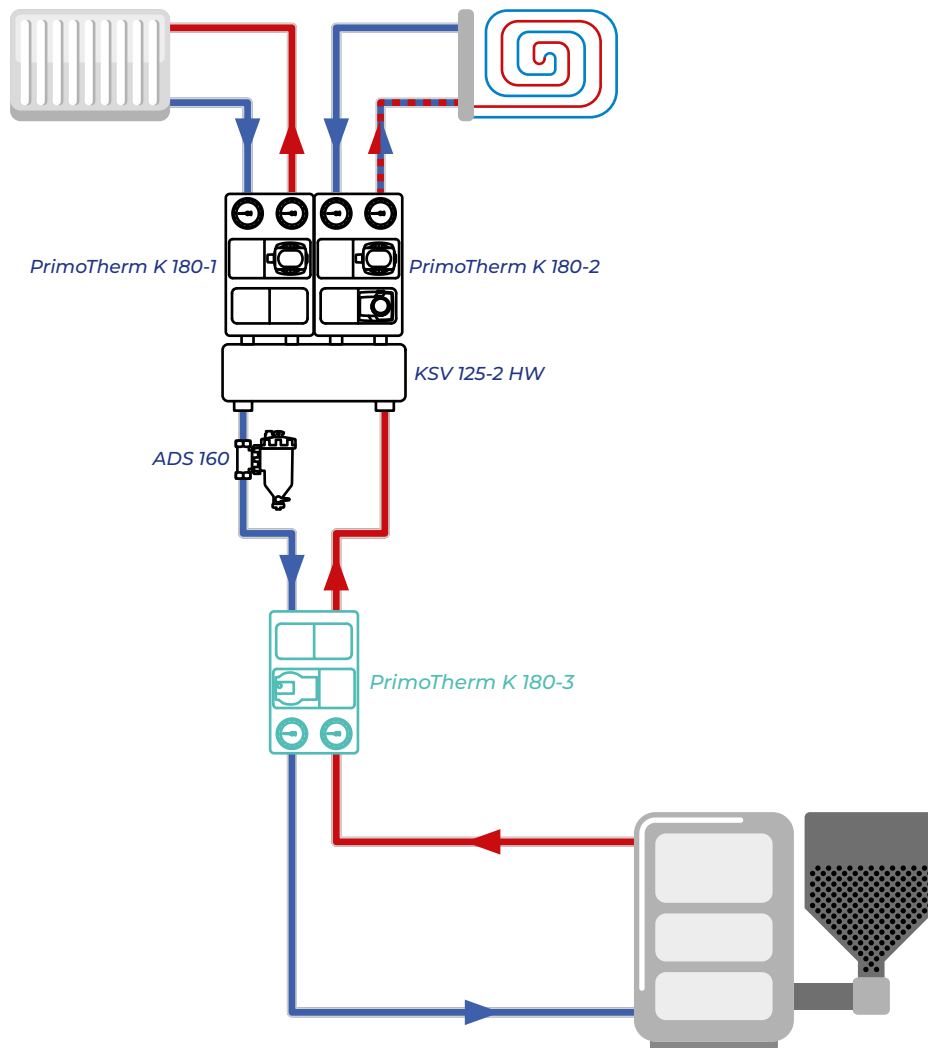 PrimoTherm K 180-1
PrimoTherm K 180-2
KSV 125-2 HW
ADS 160
PrimoTherm K 180-3